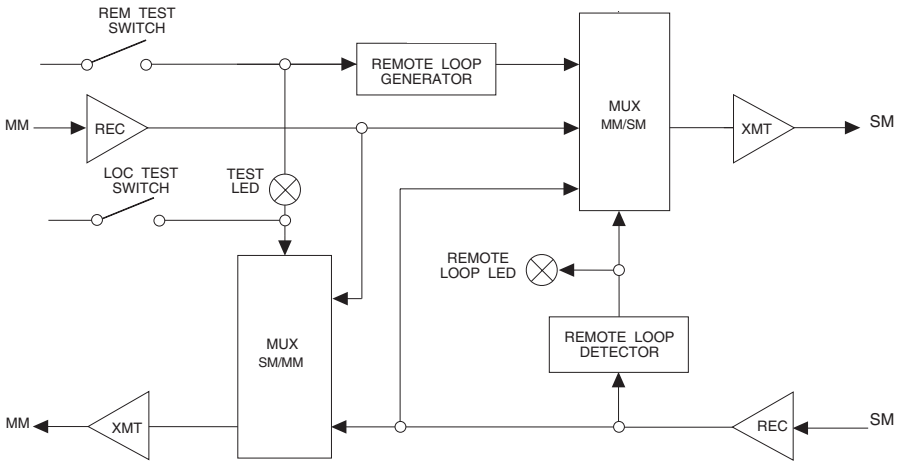 REM TEST
SWITCH
REMOTE LOOP
GENERATOR
MUX
MM/SM
MM
REC
XMT
SM
LOC TEST
SWITCH
TEST
LED
REMOTE
LOOP LED
MUX
SM/MM
REMOTE LOOP
DETECTOR
MM
XMT
REC
SM